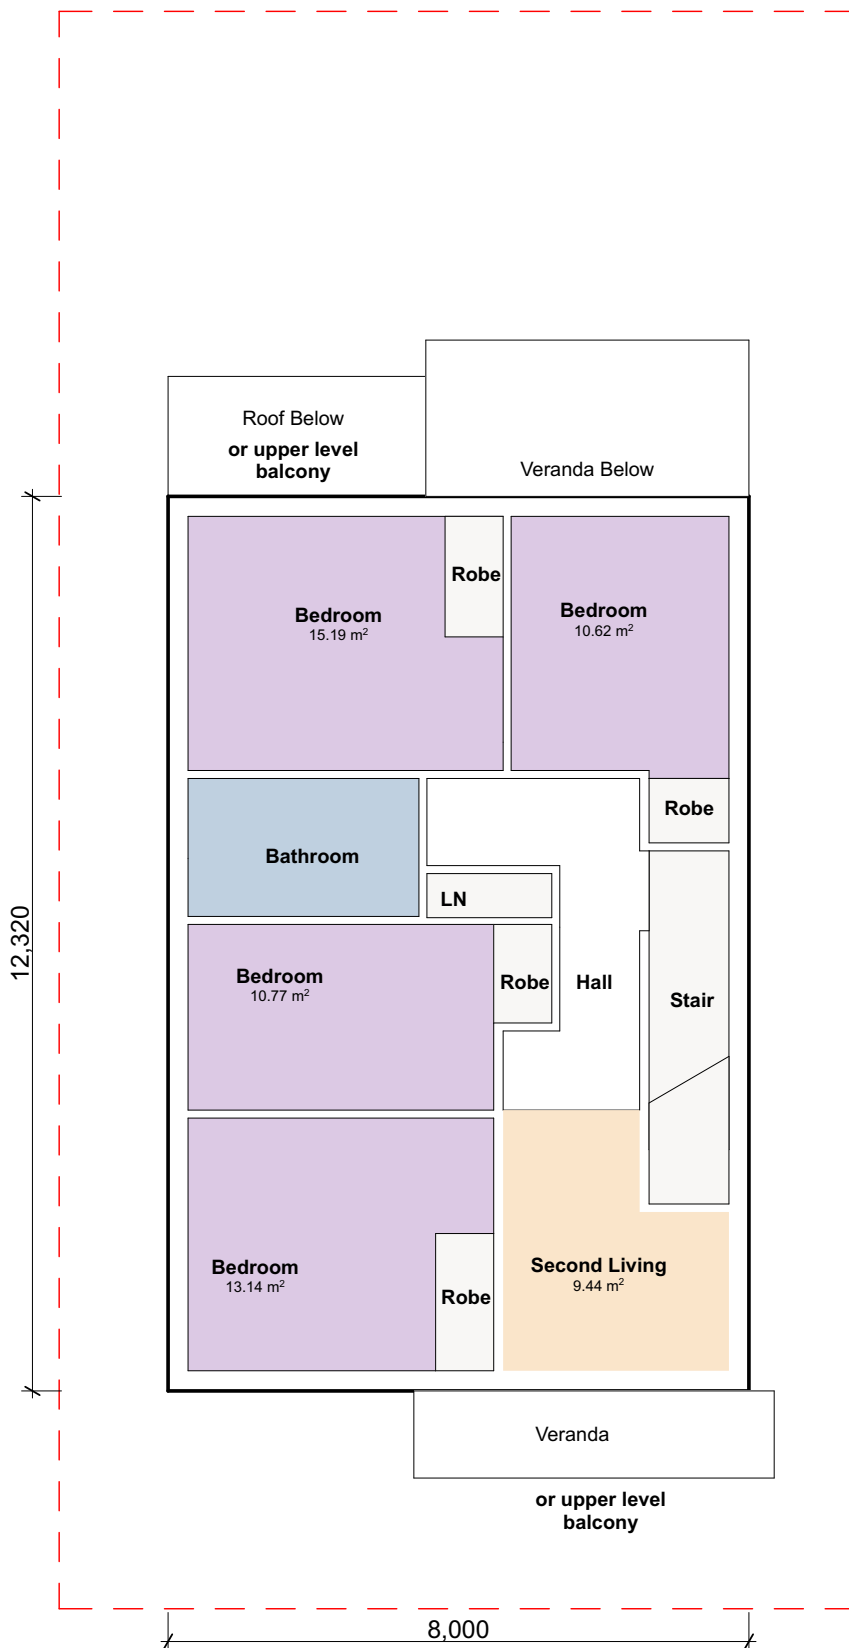 Roof Below
or upper level
balcony
Veranda Below
Robe
Bedroom
15.19 m²
Bedroom
10.62 m²
Robe
Bathroom
LN
12,320
Bedroom
10.77 m²
Robe
Hall
Stair
Bedroom
13.14 m²
Robe
Second Living
9.44 m²
Veranda
or upper level
balcony
8,000